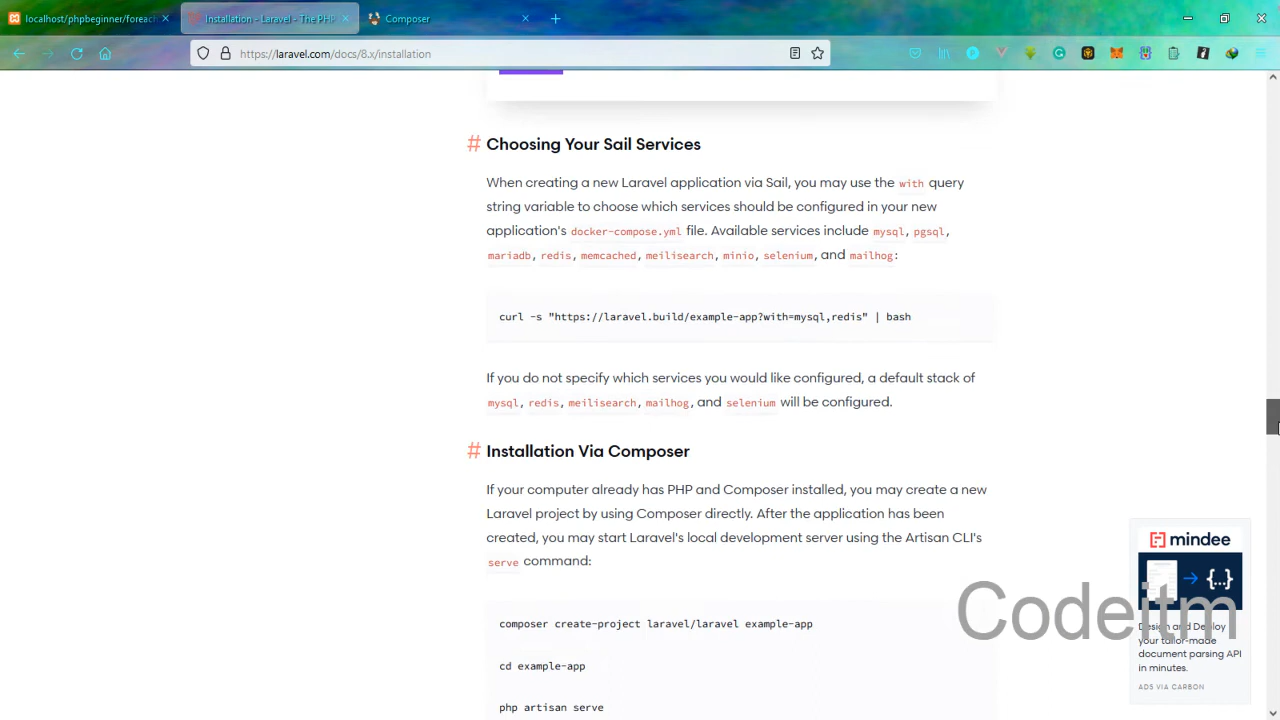 localhost/phpbeginner/foreach
Installation - Laravel - The PHP
Composer
https://laravel.com/docs/8.x/installation
# Choosing Your Sail Services
When creating a new Laravel application via Sail, you may use the with query
string variable to choose which services should be configured in your new
application's docker-compose.yml file. Available services include mysql, pgsql,
mariadb, redis, memcached, meilisearch, minio, selenium, and mailhog:
curl -s "https://laravel.build/example-app?with=mysql,redis" | bash
If you do not specify which services you would like configured, a default stack of
mysql, redis, meilisearch, mailhog, and selenium will be configured.
# Installation Via Composer
If your computer already has PHP and Composer installed, you may create a new
Laravel project by using Composer directly. After the application has been
created, you may start Laravel's local development server using the Artisan CLI's
serve command:
composer create-project laravel/laravel example-app
cd example-app
php artisan serve
mindee
{...}
Codeitm
Design and Deploy
your tailor-made
document parsing API
in minutes.
ADS VIA CARBON